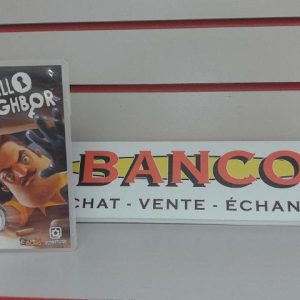 LLO
GHBOR
BANCO
CHAT - VENTE - ÉCHAN